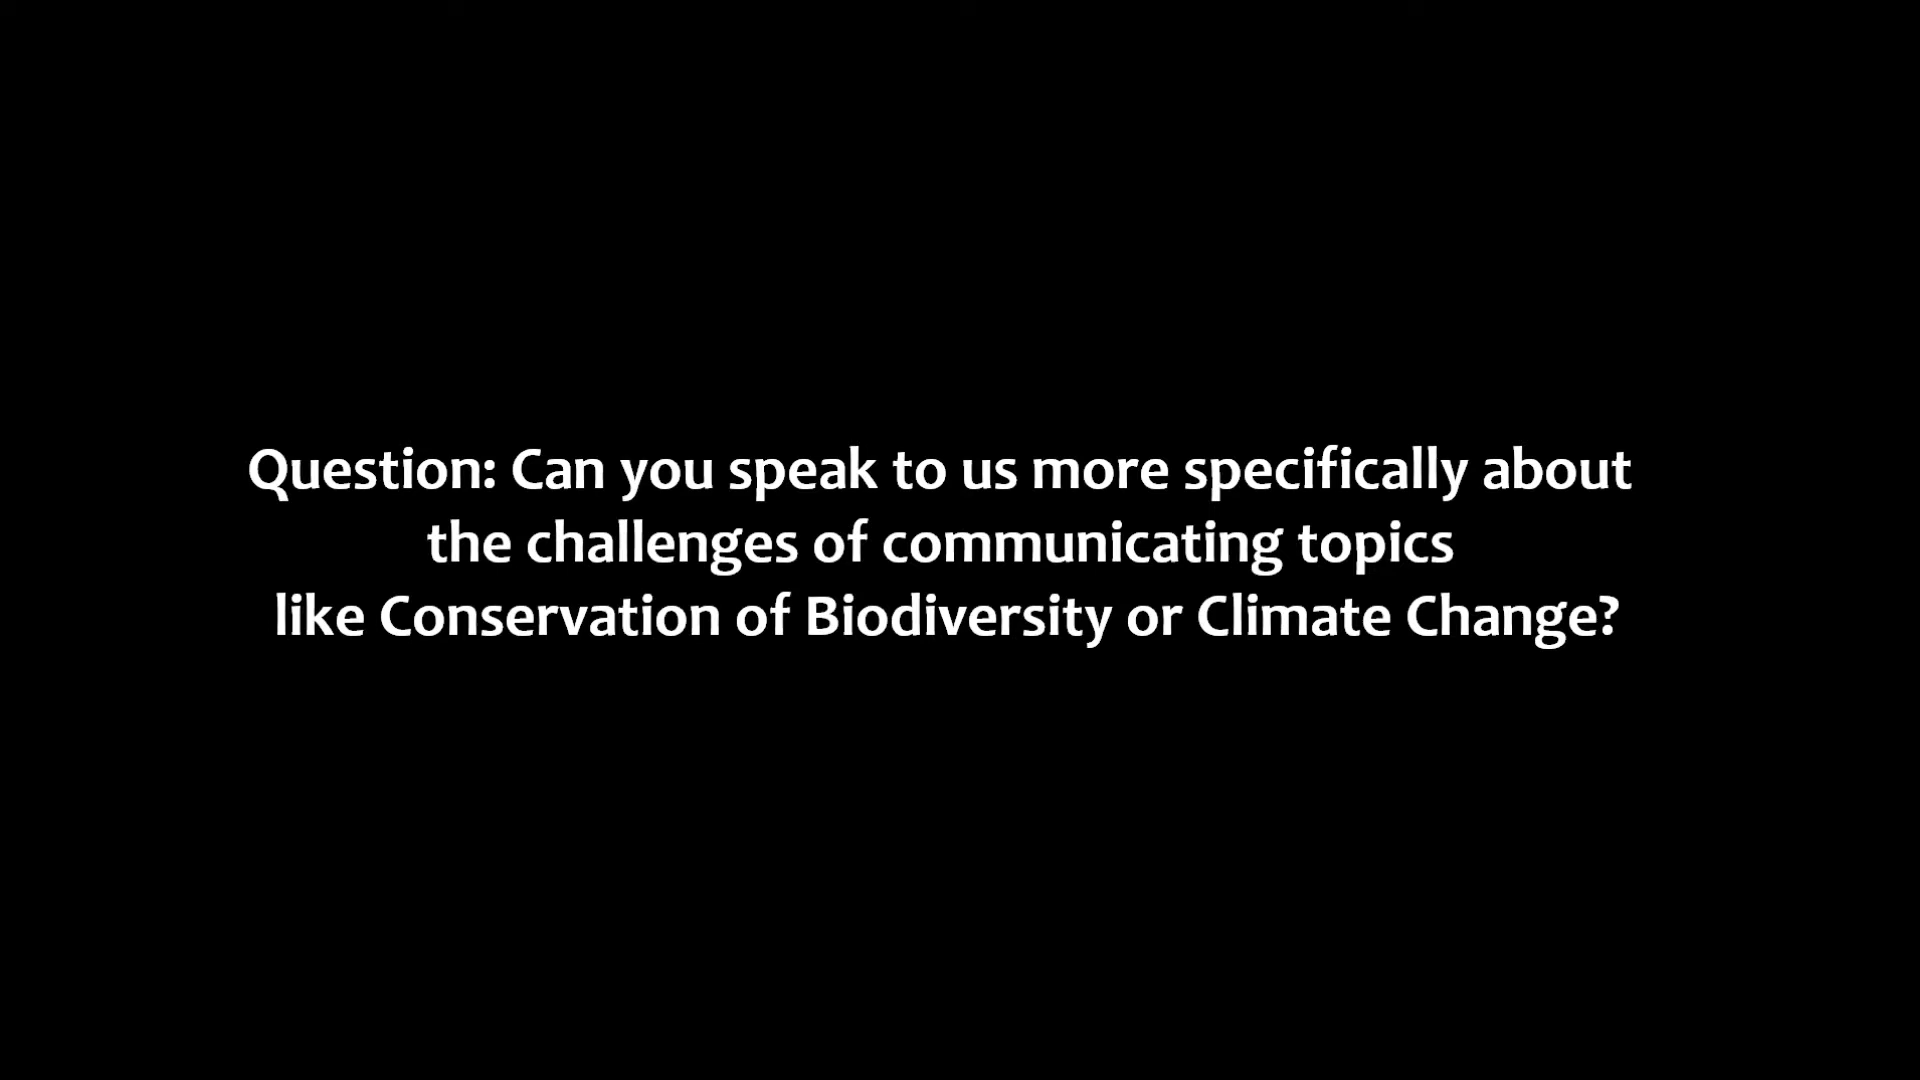 Question: Can you speak to us more specifically about
the challenges of communicating topics
like Conservation of Biodiversity or Climate Change?